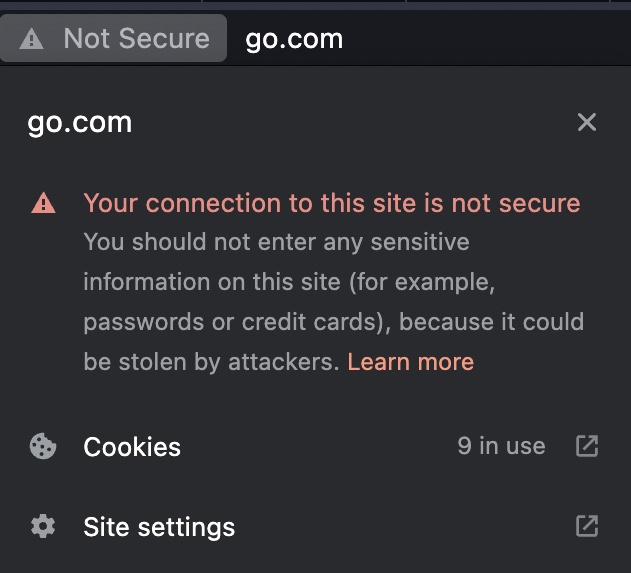 Not Secure go.com
go.com
Your connection to this site is not secure
You should not enter any sensitive
information on this site (for example,
passwords or credit cards), because it could
be stolen by attackers. Learn more
Cookies 9 in use
Site settings